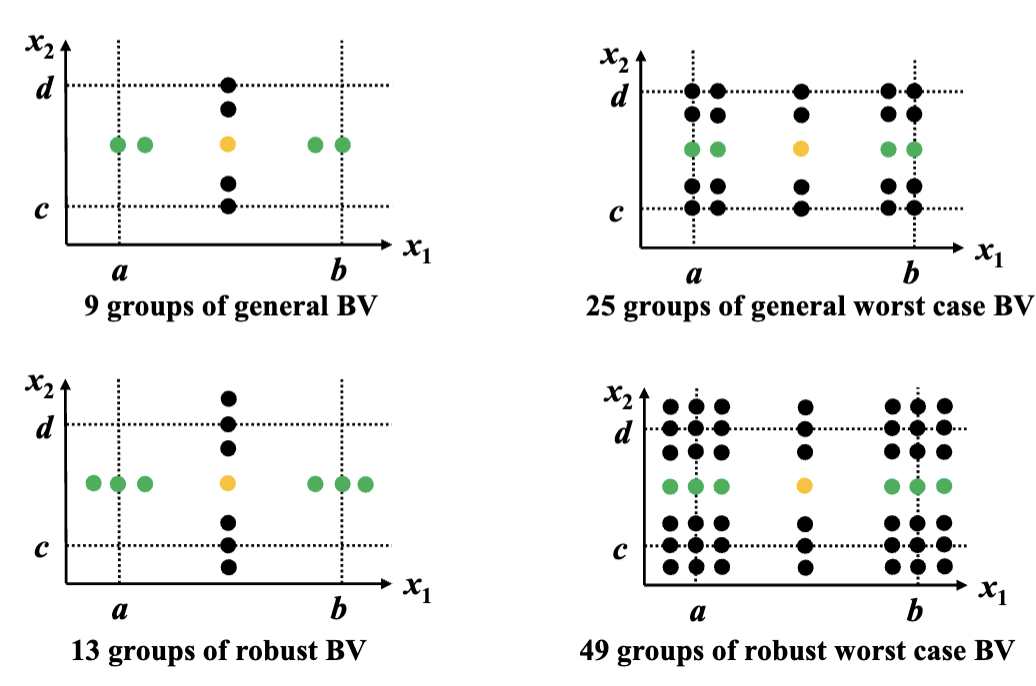 x2
d
c
x1
a
b
9 groups of general BV
x2
d
c
x1
a
b
25 groups of general worst case BV
x2
d
c
x1
a
b
13 groups of robust BV
x2
d
c
x1
a
b
49 groups of robust worst case BV